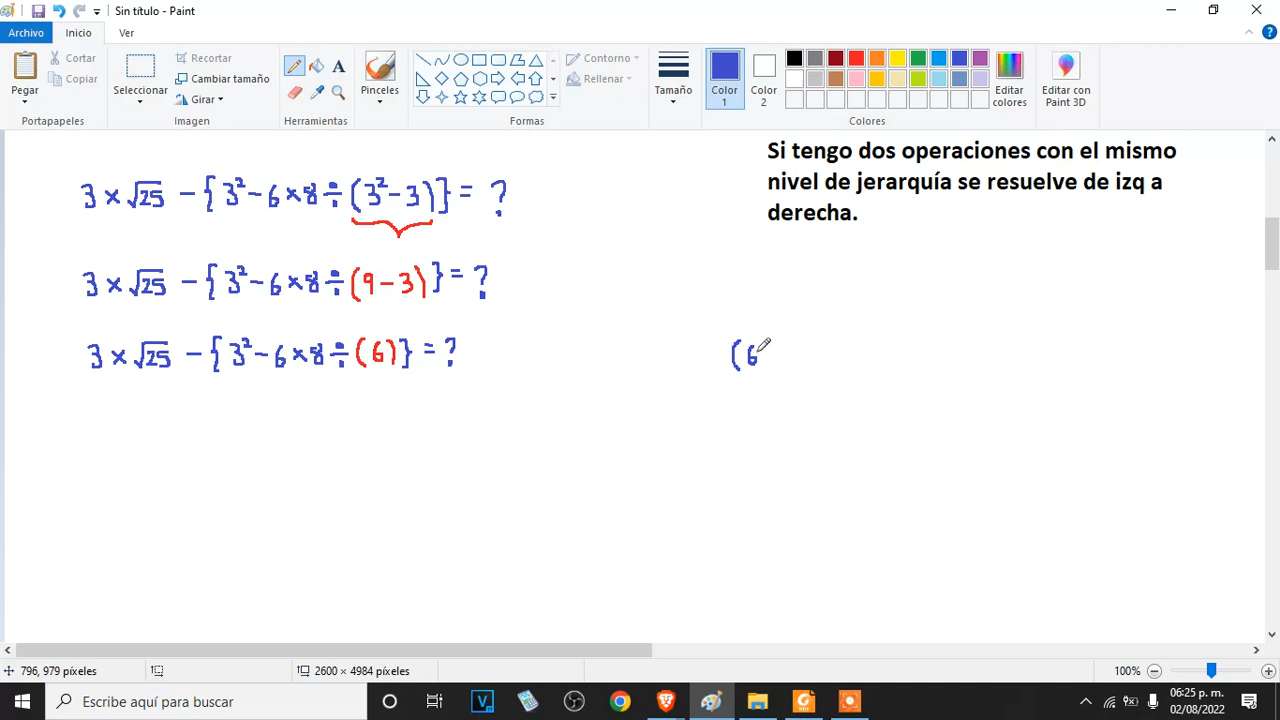 Sin título - Paint
Archivo Inicio Ver
Pegar
Cortar
Copiar
Portapapeles
Seleccionar
Recortar
Cambiar tamaño
Girar
Imagen
A
Herramientas
Pinceles
Formas
Contorno
Rellenar
Tamaño
Color 1
Color 2
Colores
Editar colores
Editar con Paint 3D
Si tengo dos operaciones con el mismo
nivel de jerarquía se resuelve de izq a
derecha.
3 × √25 − { 3² − 6 × 8 ÷ (3² − 3) } = ?
3 × √25 − { 3² − 6 × 8 ÷ (9 − 3) } = ?
3 × √25 − { 3² − 6 × 8 ÷ (6) } = ?
(6
796, 979 píxeles
2600 × 4984 píxeles
100%
Escribe aquí para buscar
06:25 p. m.
02/08/2022